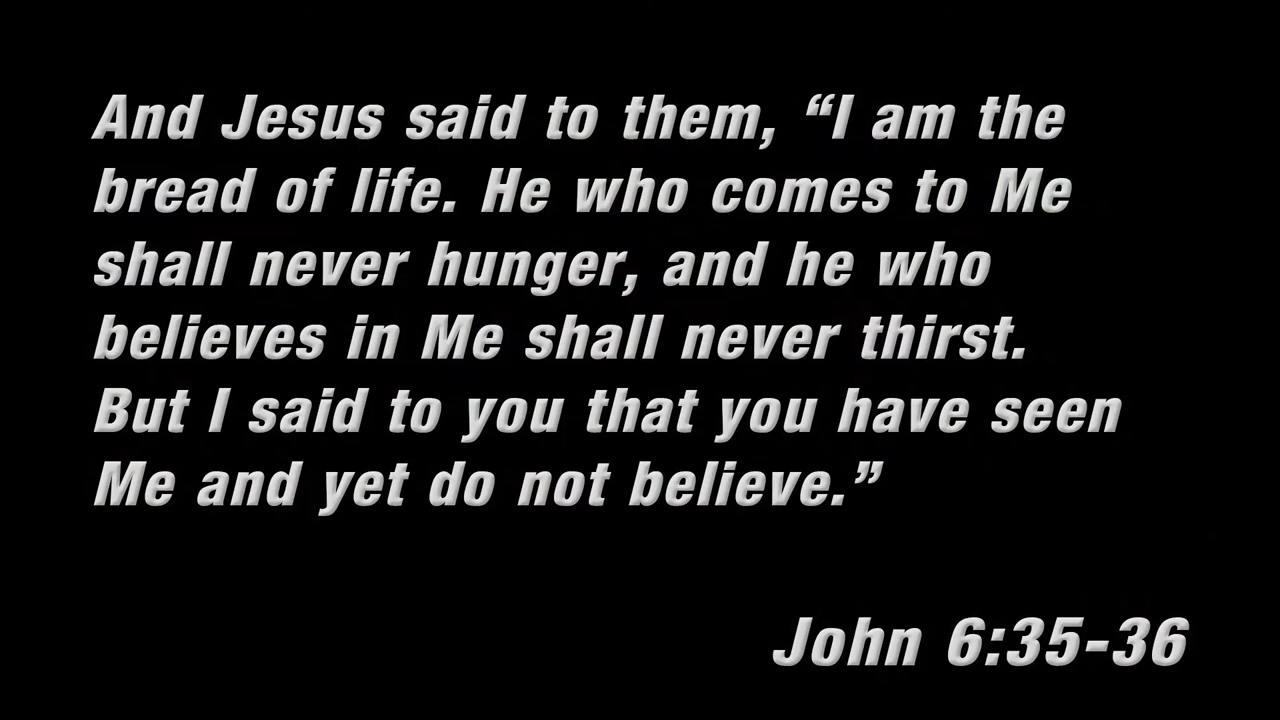 And Jesus said to them, “I am the
bread of life. He who comes to Me
shall never hunger, and he who
believes in Me shall never thirst.
But I said to you that you have seen
Me and yet do not believe.”
John 6:35-36